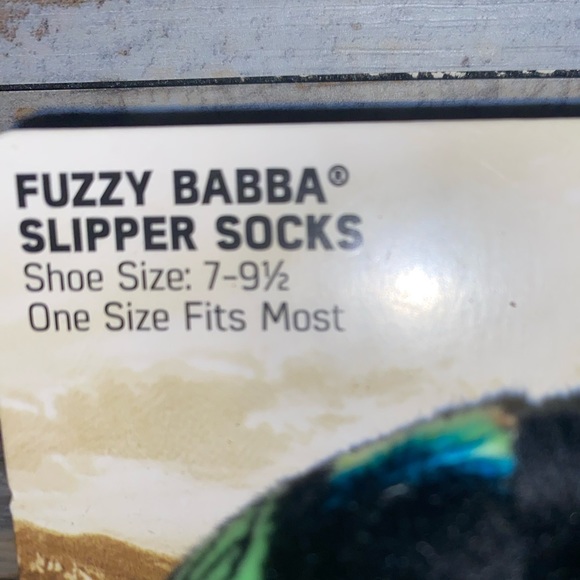 FUZZY BABBA®
SLIPPER SOCKS
Shoe Size: 7-9½
One Size Fits Most